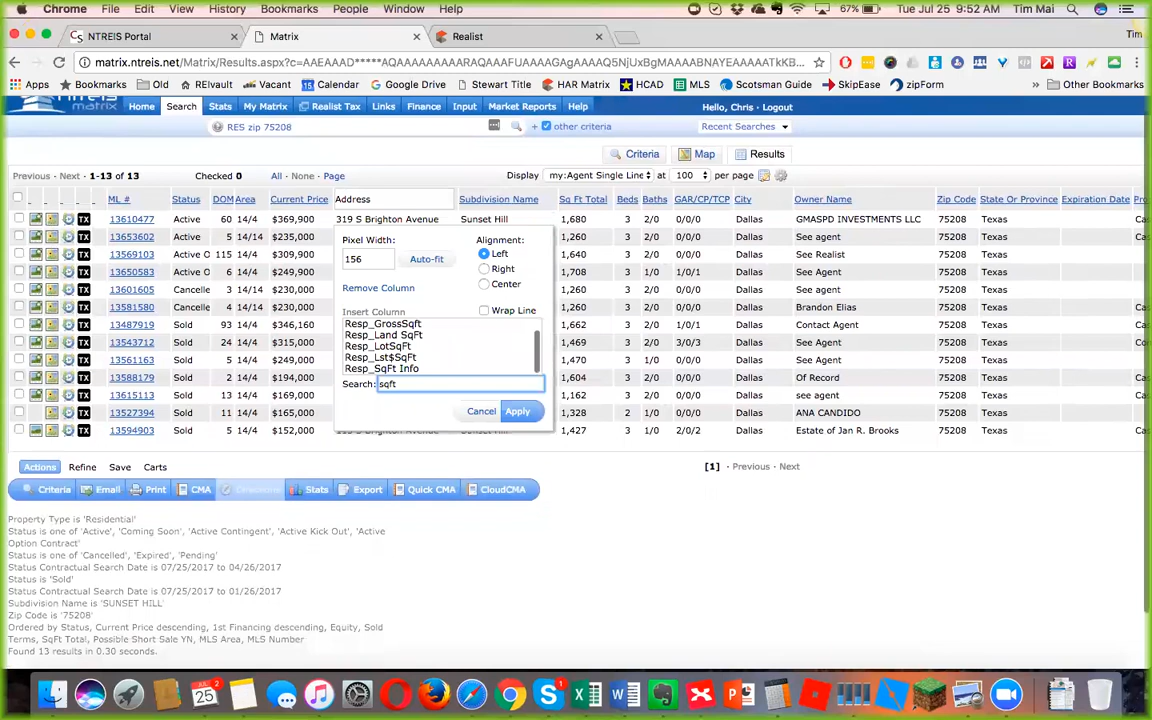 Chrome File Edit View History Bookmarks People Window Help 67% Tue Jul 25 9:52 AM Tim Mai
NTREIS Portal Matrix Realist Tim
matrix.ntreis.net/Matrix/Results.aspx?c=AAEAAAD*****AQAAAAAAAAARAQAAAFUAAAAGAgAAAAQ5NjUxBgMAAAABNAYEAAAATkKB...
Apps Bookmarks Old REIvault Vacant Calendar Google Drive Stewart Title HAR Matrix HCAD MLS Scotsman Guide SkipEase zipForm Other Bookmarks
matrix Home Search Stats My Matrix Realist Tax Links Finance Input Market Reports Help Hello, Chris · Logout
RES zip 75208 + other criteria Recent Searches
Criteria Map Results
Previous · Next · 1-13 of 13 Checked 0 All · None · Page Display my:Agent Single Line at 100 per page
ML # Status DOM Area Current Price Address Subdivision Name Sq Ft Total Beds Baths GAR/CP/TCP City Owner Name Zip Code State Or Province Expiration Date
13610477 Active 60 14/4 $369,900 319 S Brighton Avenue Sunset Hill 1,680 3 2/0 0/0/0 Dallas GMASPD INVESTMENTS LLC 75208 Texas
13653602 Active 5 14/14 $235,000 1,260 3 2/0 0/0/0 Dallas See agent 75208 Texas
13569103 Active O 115 14/4 $309,900 1,640 3 2/0 0/0/0 Dallas See Realist 75208 Texas
13650583 Active O 6 14/4 $249,900 1,708 3 1/0 1/0/1 Dallas See Agent 75208 Texas
13601605 Cancelle 3 14/4 $230,000 1,260 3 2/0 0/0/0 Dallas See Agent 75208 Texas
13581580 Cancelle 9 14/4 $230,000 1,260 3 2/0 0/0/0 Dallas Brandon Elias 75208 Texas
13487919 Sold 93 14/4 $346,160 1,662 3 2/0 1/0/1 Dallas Contact Agent 75208 Texas
13543712 Sold 24 14/4 $315,000 1,469 3 2/0 3/0/3 Dallas See Agent 75208 Texas
13561163 Sold 5 14/4 $249,000 1,470 3 1/0 0/0/0 Dallas See Agent 75208 Texas
13588179 Sold 2 14/4 $194,000 1,604 3 1/0 0/0/0 Dallas Of Record 75208 Texas
13615113 Sold 13 14/4 $169,000 1,162 3 2/0 0/0/0 Dallas see agent 75208 Texas
13527394 Sold 11 14/4 $165,000 1,328 2 1/0 0/0/0 Dallas ANA CANDIDO 75208 Texas
13594903 Sold 5 14/4 $152,000 Sunset Hill 1,427 3 1/0 2/0/2 Dallas Estate of Jan R. Brooks 75208 Texas
Pixel Width: Alignment:
156 Auto-fit Left
Right
Center
Remove Column
Insert Column Wrap Line
Resp_GrossSqft
Resp_Land SqFt
Resp_LotSqFt
Resp_Lst$SqFt
Resp_SqFt Info
Search: sqft
Cancel Apply
Actions Refine Save Carts [1] · Previous · Next
Criteria Email Print CMA Directions Stats Export Quick CMA CloudCMA
Property Type is 'Residential'
Status is one of 'Active', 'Coming Soon', 'Active Contingent', 'Active Kick Out', 'Active
Option Contract'
Status is one of 'Cancelled', 'Expired', 'Pending'
Status Contractual Search Date is 07/25/2017 to 04/26/2017
Status is 'Sold'
Status Contractual Search Date is 07/25/2017 to 01/26/2017
Subdivision Name is 'SUNSET HILL'
Zip Code is '75208'
Ordered by Status, Current Price descending, 1st Financing descending, Equity, Sold
Terms, SqFt Total, Possible Short Sale YN, MLS Area, MLS Number
Found 13 results in 0.30 seconds.